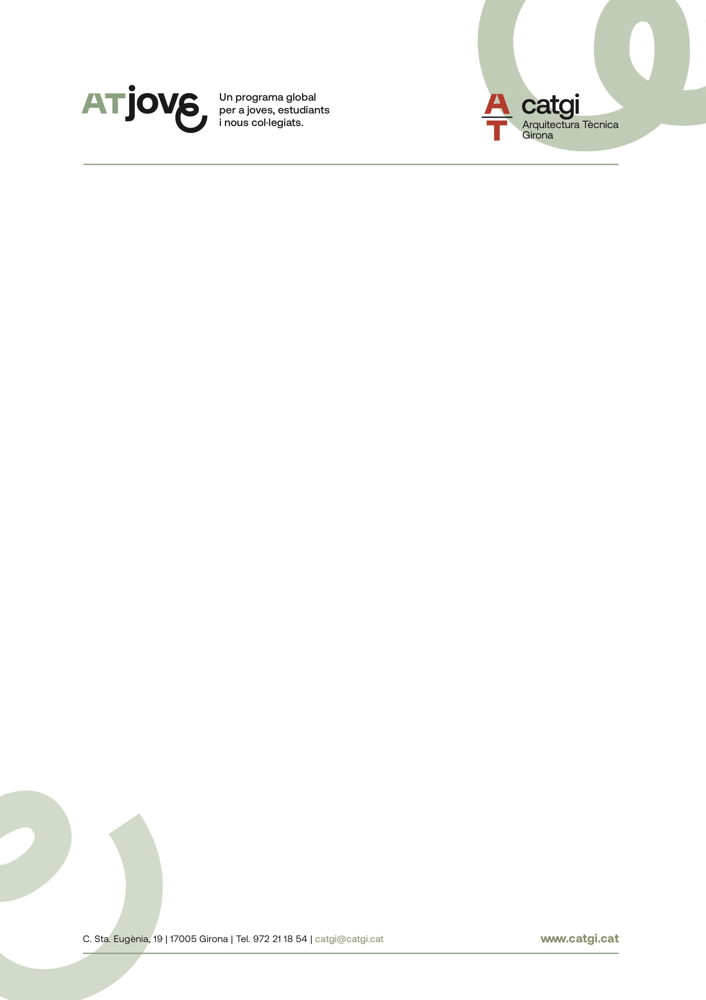 ATjove
Un programa global
per a joves, estudiants
i nous col·legiats.
AT
catgi
Arquitectura Tècnica
Girona
C. Sta. Eugènia, 19 | 17005 Girona | Tel. 972 21 18 54 | catgi@catgi.cat
www.catgi.cat